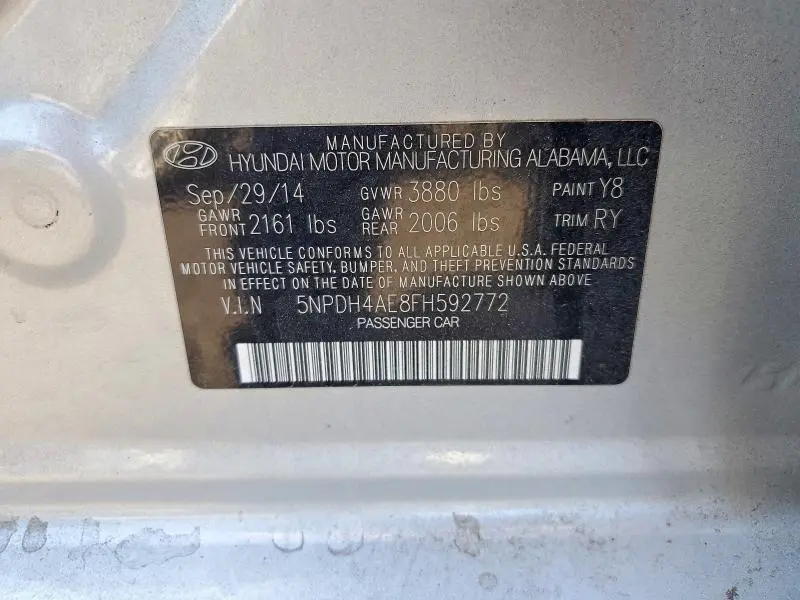 MANUFACTURED BY
HYUNDAI MOTOR MANUFACTURING ALABAMA, LLC
Sep/29/14 GVWR 3880 lbs PAINT Y8
GAWR FRONT 2161 lbs GAWR REAR 2006 lbs TRIM RY
THIS VEHICLE CONFORMS TO ALL APPLICABLE U.S.A. FEDERAL
MOTOR VEHICLE SAFETY, BUMPER, AND THEFT PREVENTION STANDARDS
IN EFFECT ON THE DATE OF MANUFACTURE SHOWN ABOVE
V.I.N 5NPDH4AE8FH592772
PASSENGER CAR